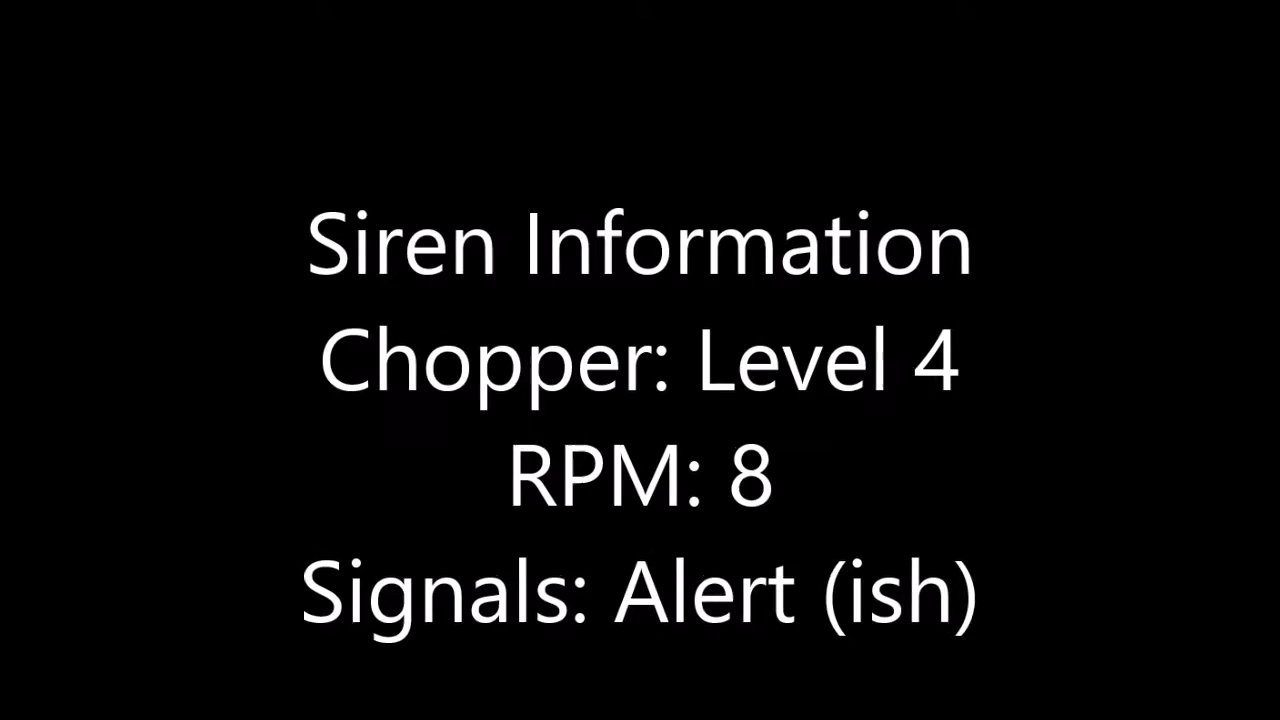 Siren Information
Chopper: Level 4
RPM: 8
Signals: Alert (ish)